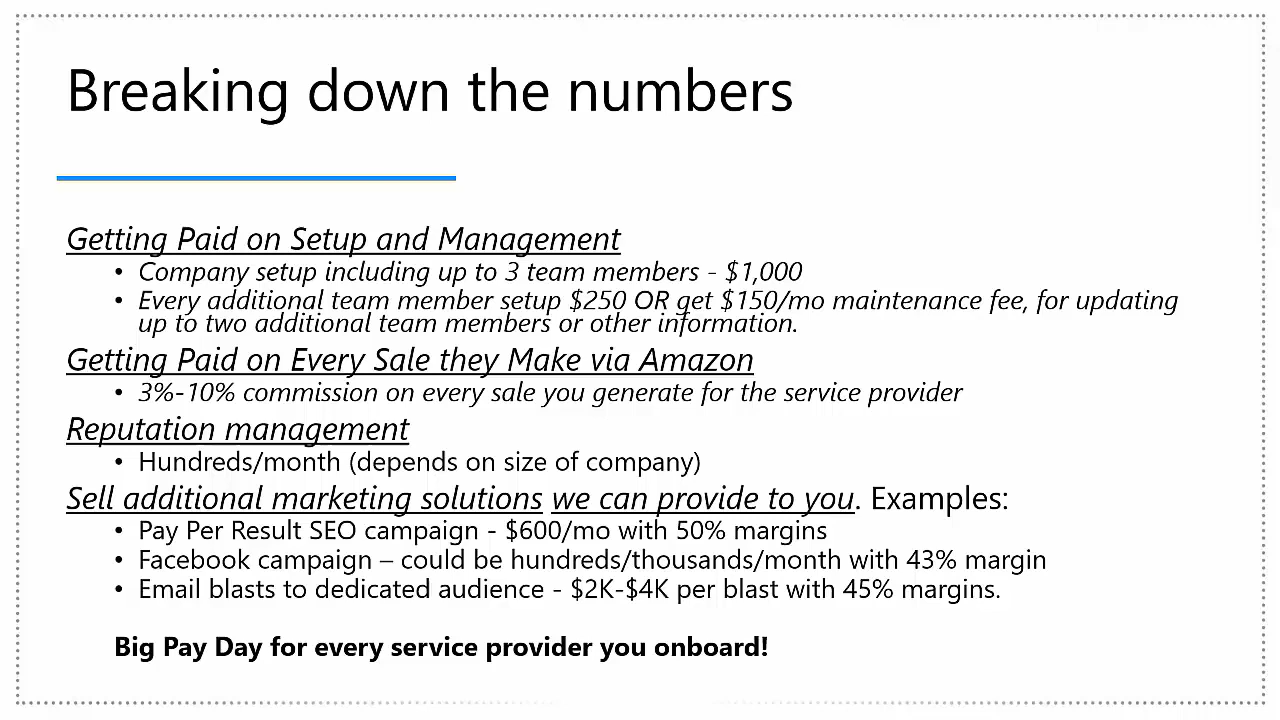 Breaking down the numbers
Getting Paid on Setup and Management
• Company setup including up to 3 team members - $1,000
• Every additional team member setup $250 OR get $150/mo maintenance fee, for updating
up to two additional team members or other information.
Getting Paid on Every Sale they Make via Amazon
• 3%-10% commission on every sale you generate for the service provider
Reputation management
• Hundreds/month (depends on size of company)
Sell additional marketing solutions we can provide to you. Examples:
• Pay Per Result SEO campaign - $600/mo with 50% margins
• Facebook campaign – could be hundreds/thousands/month with 43% margin
• Email blasts to dedicated audience - $2K-$4K per blast with 45% margins.
Big Pay Day for every service provider you onboard!